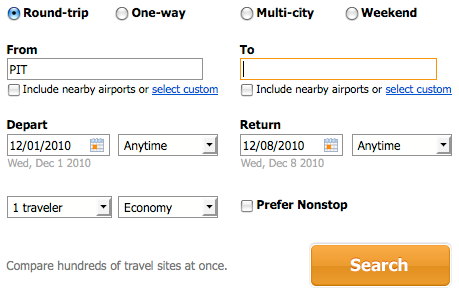 Round-trip One-way Multi-city Weekend
From To
PIT
Include nearby airports or select custom Include nearby airports or select custom
Depart Return
12/01/2010 Anytime 12/08/2010 Anytime
Wed, Dec 1 2010 Wed, Dec 8 2010
1 traveler Economy Prefer Nonstop
Compare hundreds of travel sites at once. Search